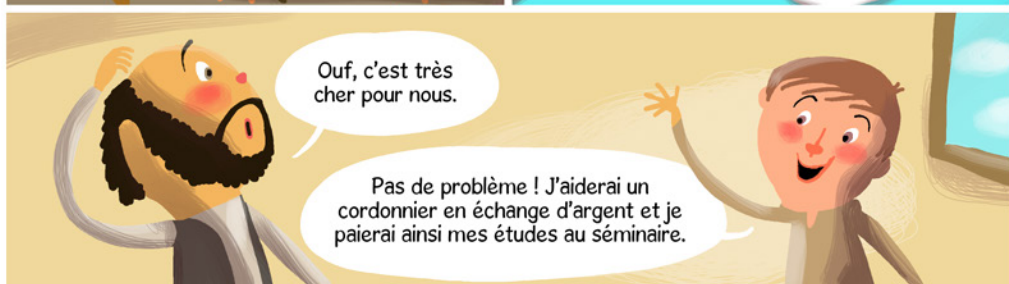 Ouf, c'est très
cher pour nous.
Pas de problème ! J'aiderai un
cordonnier en échange d'argent et je
paierai ainsi mes études au séminaire.